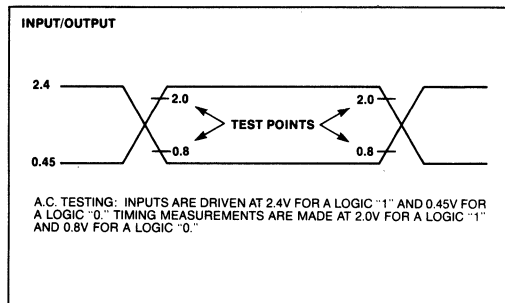 INPUT/OUTPUT
2.4
2.0
TEST POINTS
2.0
0.8
0.8
0.45
A.C. TESTING: INPUTS ARE DRIVEN AT 2.4V FOR A LOGIC "1" AND 0.45V FOR
A LOGIC "0." TIMING MEASUREMENTS ARE MADE AT 2.0V FOR A LOGIC "1"
AND 0.8V FOR A LOGIC "0."